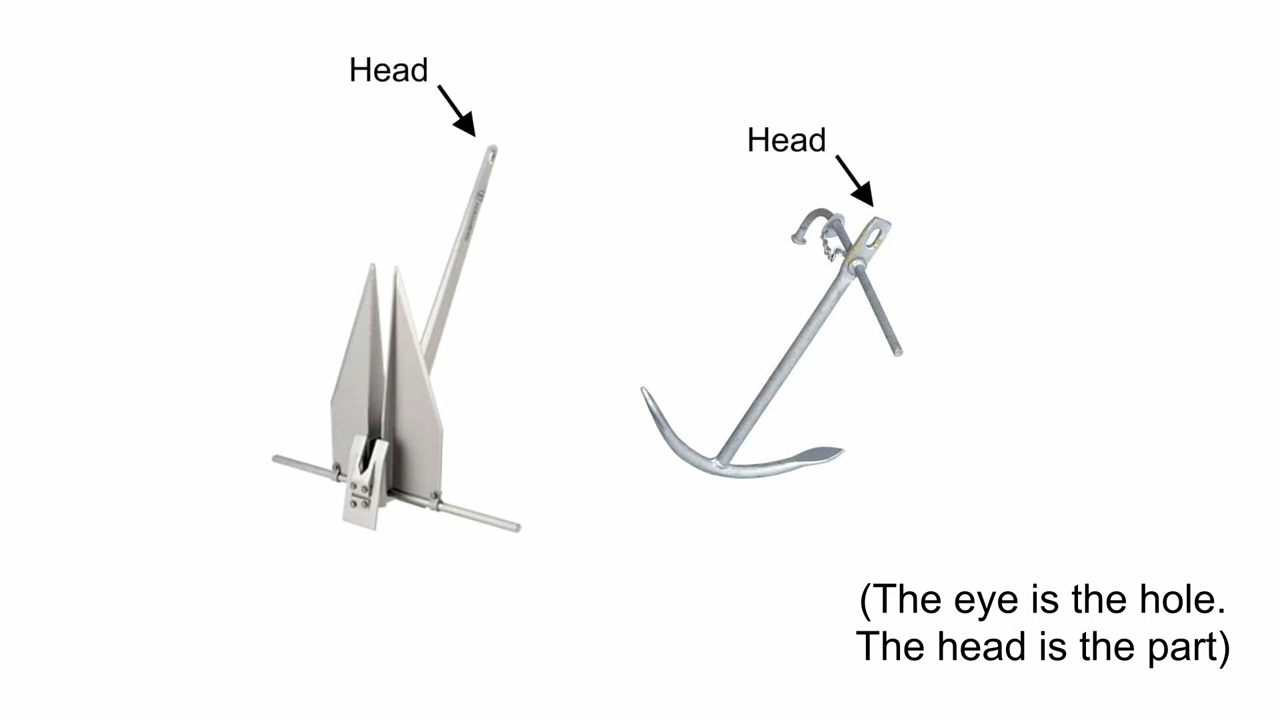 Head
Head
(The eye is the hole.
The head is the part)